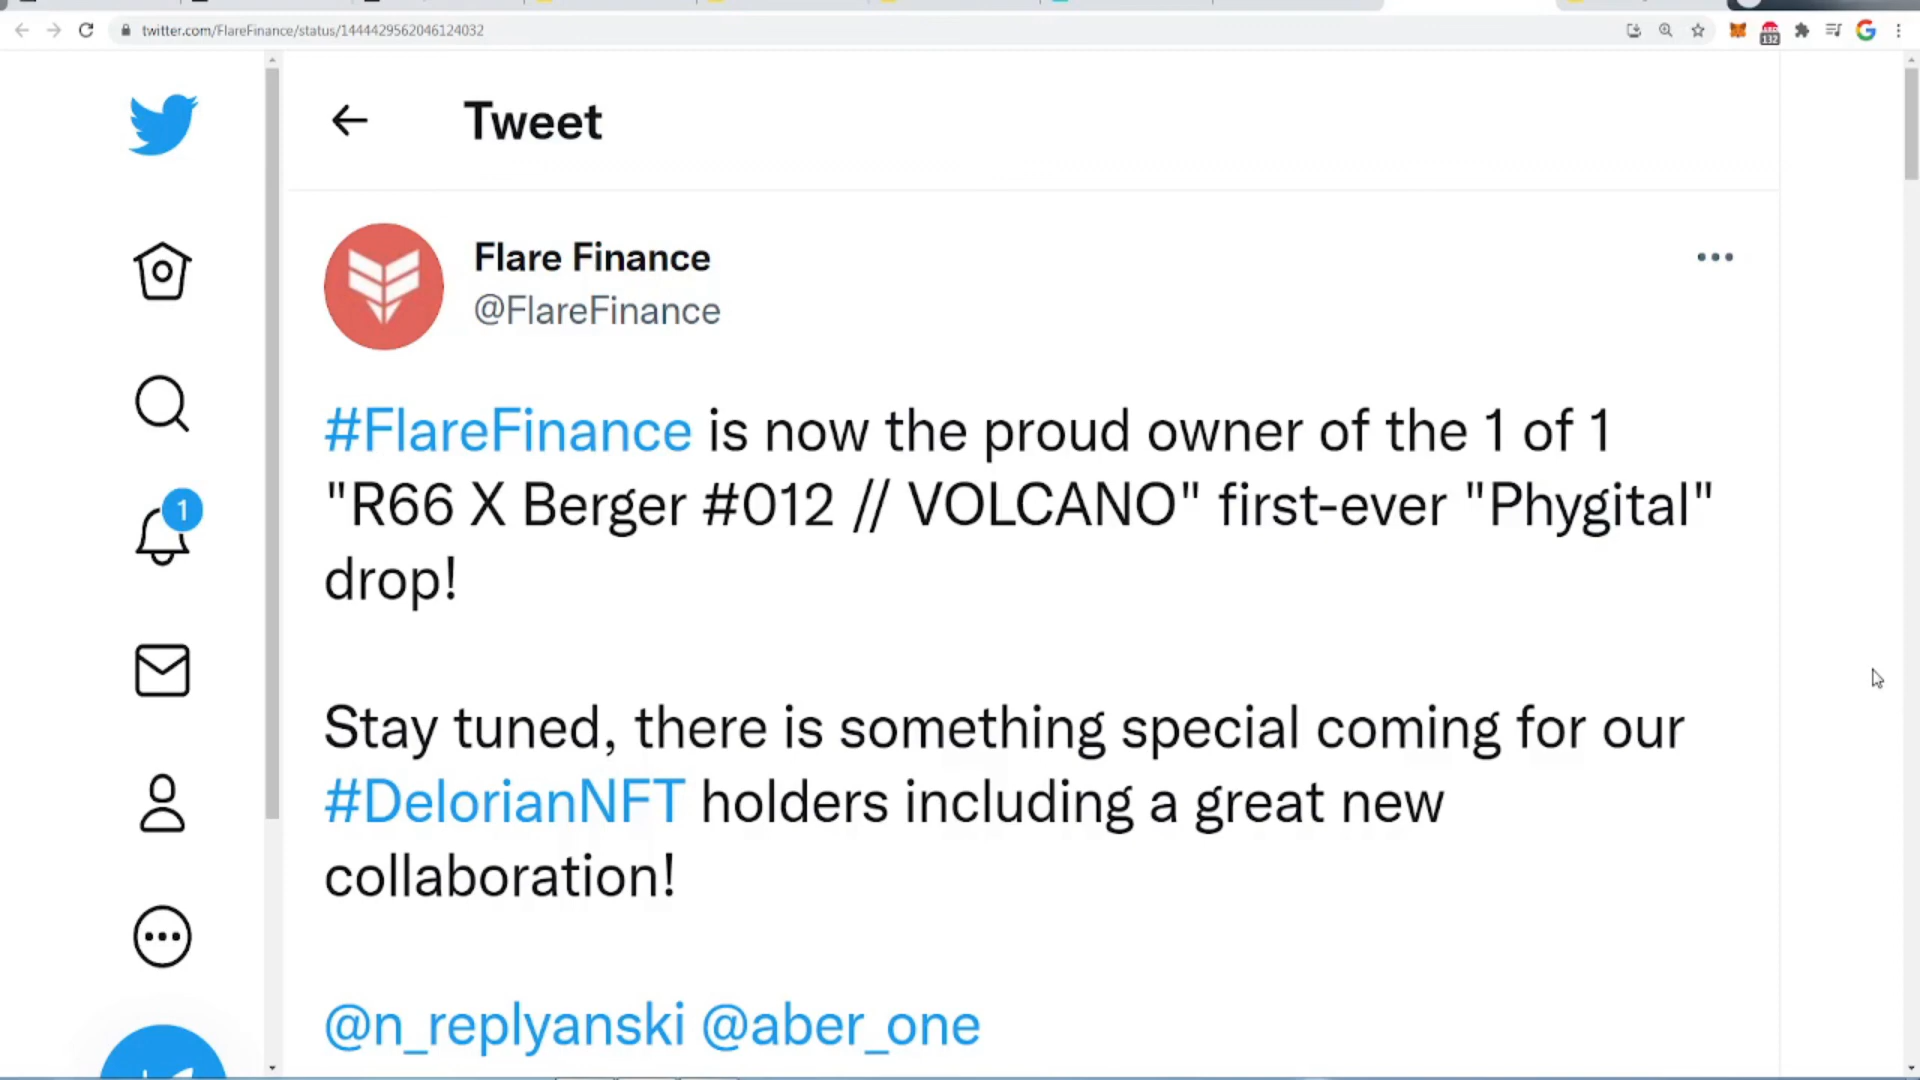 twitter.com/FlareFinance/status/1444429562046124032
132
Tweet
Flare Finance
@FlareFinance
#FlareFinance is now the proud owner of the 1 of 1
"R66 X Berger #012 // VOLCANO" first-ever "Phygital"
drop!
1
Stay tuned, there is something special coming for our
#DelorianNFT holders including a great new
collaboration!
@n_replyanski @aber_one